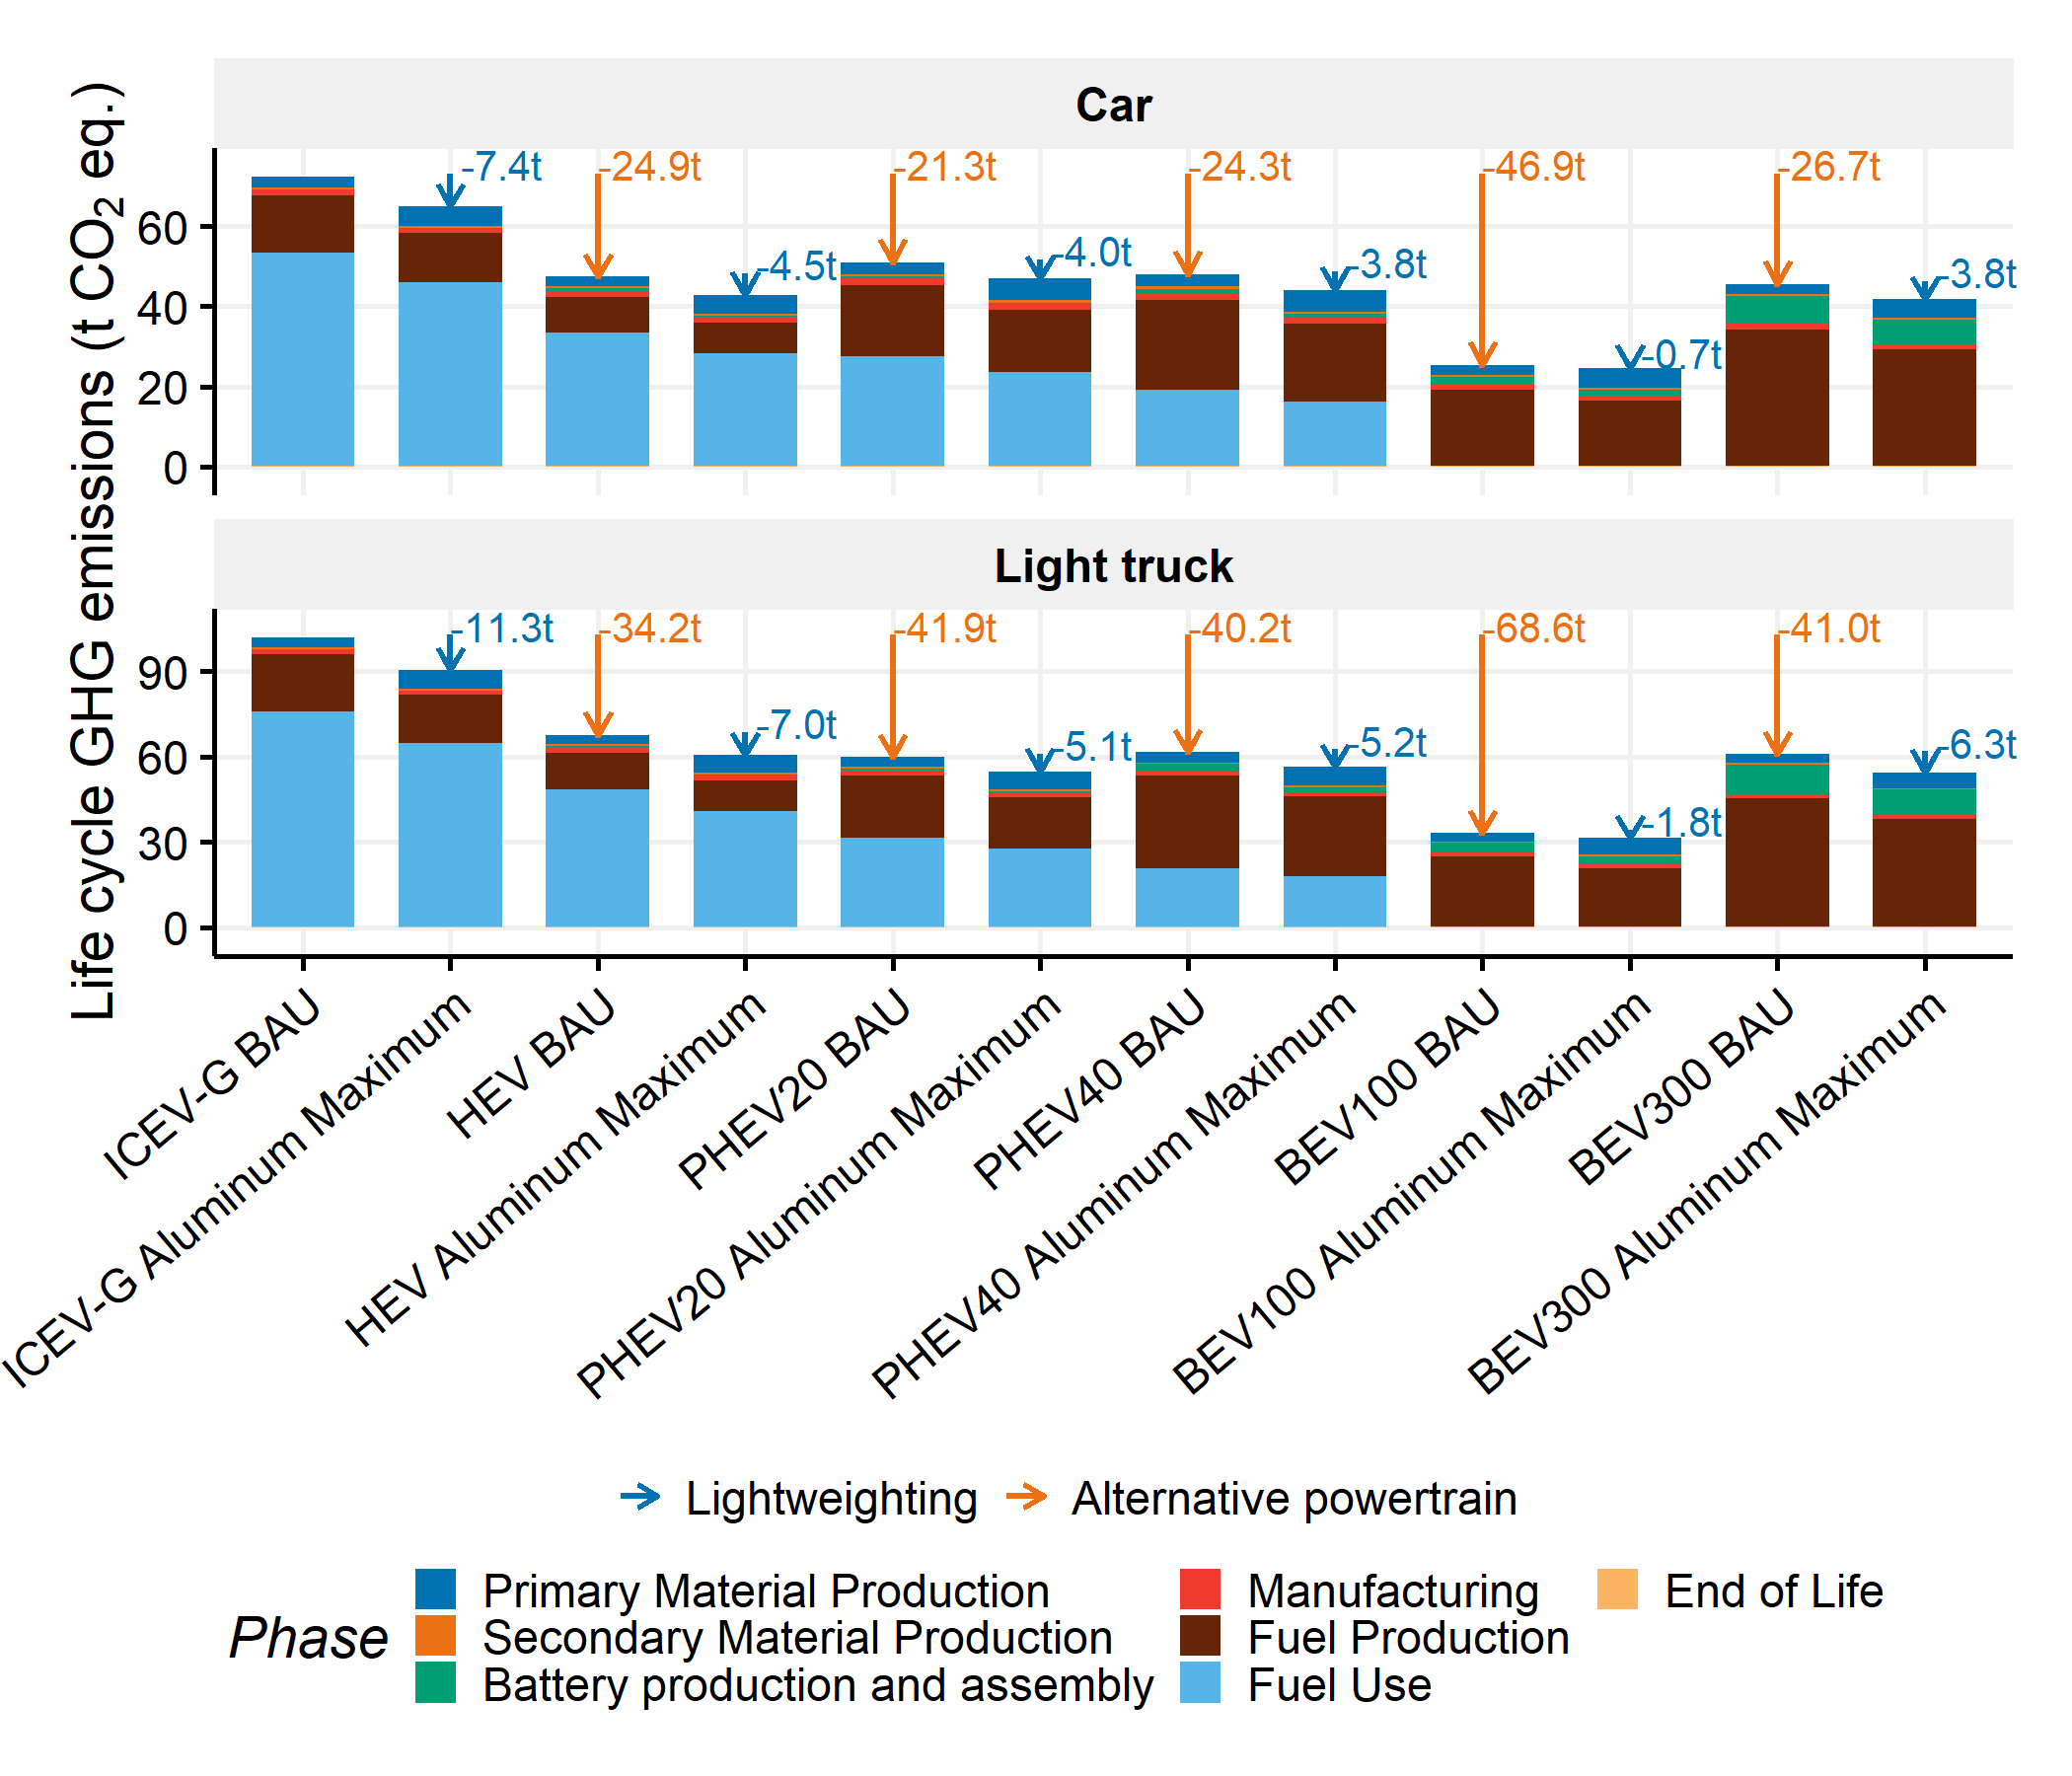 Life cycle GHG emissions (t CO₂ eq.)
Car
-7.4t
-24.9t
-21.3t
-24.3t
-46.9t
-26.7t
-4.5t
-4.0t
-3.8t
-0.7t
-3.8t
60
40
20
0
Light truck
-11.3t
-34.2t
-41.9t
-40.2t
-68.6t
-41.0t
-7.0t
-5.1t
-5.2t
-1.8t
-6.3t
90
60
30
0
ICEV-G BAU
ICEV-G Aluminum Maximum
HEV BAU
HEV Aluminum Maximum
PHEV20 BAU
PHEV20 Aluminum Maximum
PHEV40 BAU
PHEV40 Aluminum Maximum
BEV100 BAU
BEV100 Aluminum Maximum
BEV300 BAU
BEV300 Aluminum Maximum
Lightweighting
Alternative powertrain
Phase
Primary Material Production
Secondary Material Production
Battery production and assembly
Manufacturing
Fuel Production
Fuel Use
End of Life